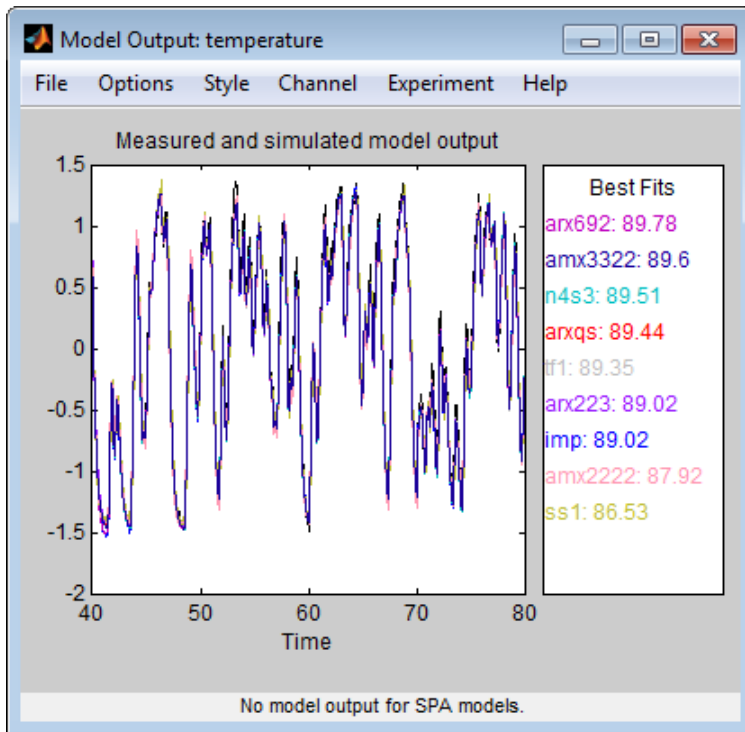 Model Output: temperature
File Options Style Channel Experiment Help
Measured and simulated model output
1.5
1
0.5
0
-0.5
-1
-1.5
-2
40 50 60 70 80
Time
Best Fits
arx692: 89.78
amx3322: 89.6
n4s3: 89.51
arxqs: 89.44
tf1: 89.35
arx223: 89.02
imp: 89.02
amx2222: 87.92
ss1: 86.53
No model output for SPA models.